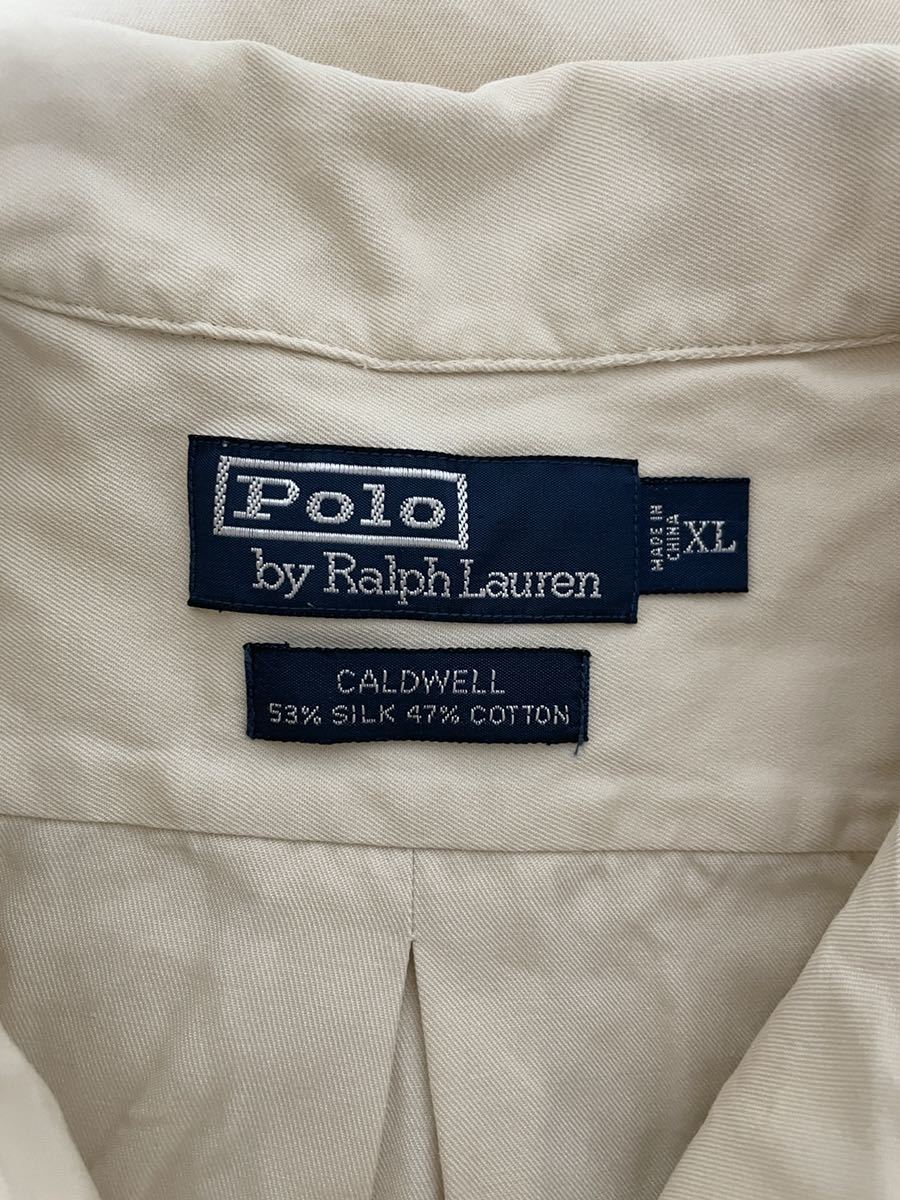 Polo
by Ralph Lauren
MADE IN
CHINA
XL
CALDWELL
53% SILK 47% COTTON